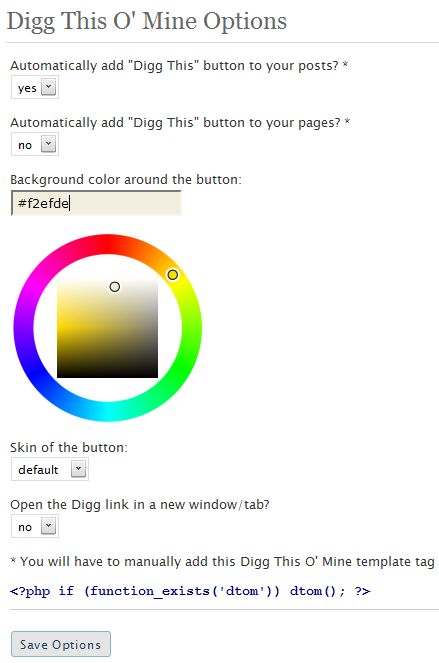 Digg This O' Mine Options
Automatically add "Digg This" button to your posts? *
yes
Automatically add "Digg This" button to your pages? *
no
Background color around the button:
#f2efde
Skin of the button:
default
Open the Digg link in a new window/tab?
no
* You will have to manually add this Digg This O' Mine template tag
<?php if (function_exists('dtom')) dtom(); ?>
Save Options